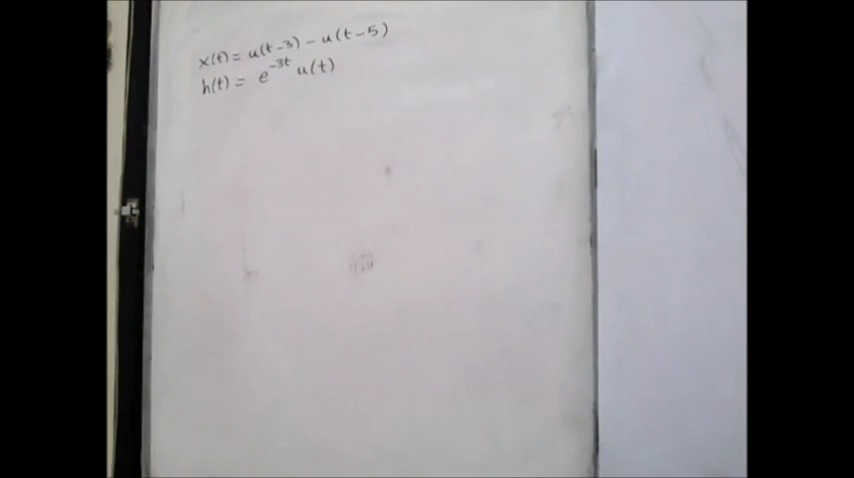 x(t) = u(t-3) - u(t-5)
h(t) = e^{-3t} u(t)